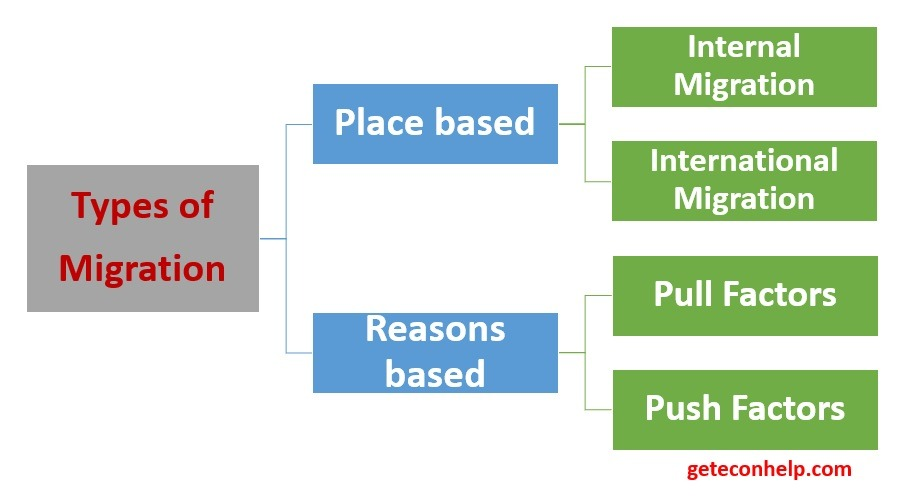 Types of
Migration
Place based
Internal
Migration
International
Migration
Reasons
based
Pull Factors
Push Factors
geteconhelp.com